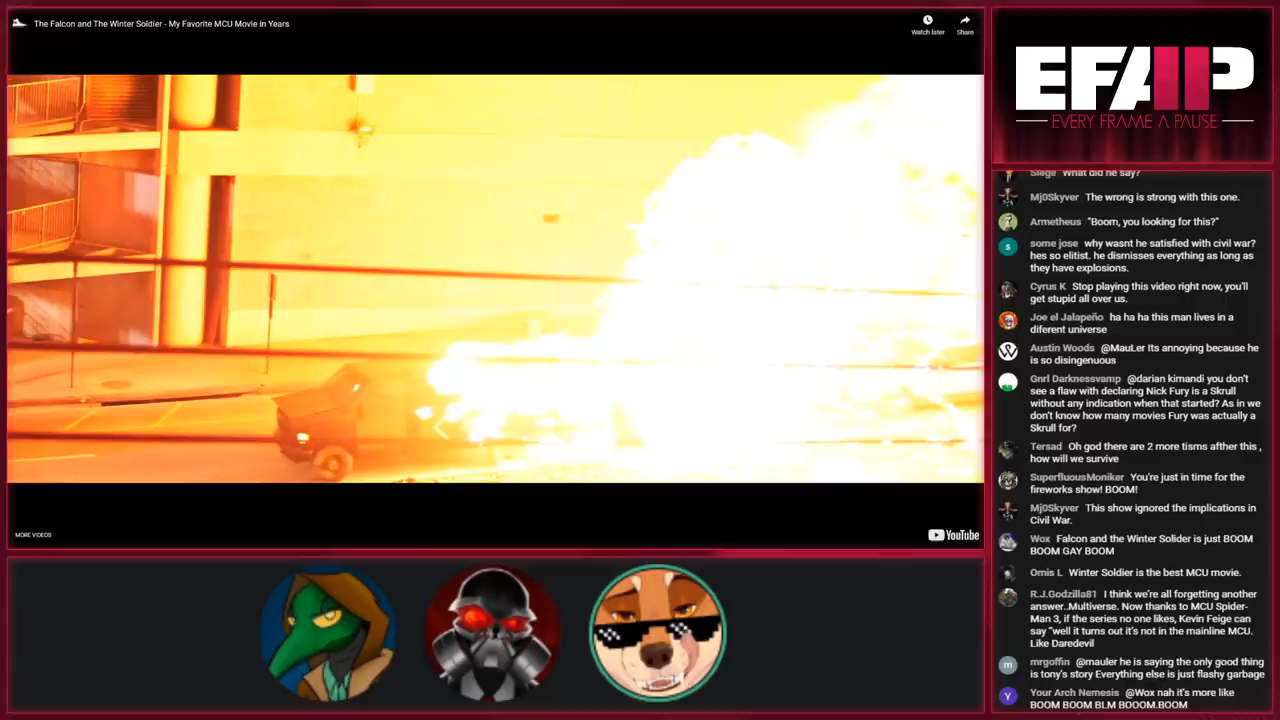 The Falcon and The Winter Soldier - My Favorite MCU Movie in Years
Watch later
Share
MORE VIDEOS
YouTube
EFAP
EVERY FRAME A PAUSE
Siege What did he say?
Mj0Skyver The wrong is strong with this one.
Armetheus "Boom, you looking for this?"
S
some jose why wasnt he satisfied with civil war?
hes so elitist. he dismisses everything as long as
they have explosions.
Cyrus K Stop playing this video right now, you'll
get stupid all over us.
Joe el Jalapeño ha ha ha this man lives in a
diferent universe
Austin Woods @MauLer Its annoying because he
is so disingenuous
Gnrl Darknessvamp @darian kimandi you don't
see a flaw with declaring Nick Fury is a Skrull
without any indication when that started? As in we
don't know how many movies Fury was actually a
Skrull for?
Tersad Oh god there are 2 more tisms afther this ,
how will we survive
SuperfluousMoniker You're just in time for the
fireworks show! BOOM!
Mj0Skyver This show ignored the implications in
Civil War.
Wox Falcon and the Winter Solider is just BOOM
BOOM GAY BOOM
Omis L Winter Soldier is the best MCU movie.
R.J.Godzilla81 I think we're all forgetting another
answer..Multiverse. Now thanks to MCU Spider-
Man 3, if the series no one likes, Kevin Feige can
say "well it turns out it's not in the mainline MCU.
Like Daredevil
m
mrgoffin @mauler he is saying the only good thing
is tony's story Everything else is just flashy garbage
Y
Your Arch Nemesis @Wox nah it's more like
BOOM BOOM BLM BOOOM.BOOM